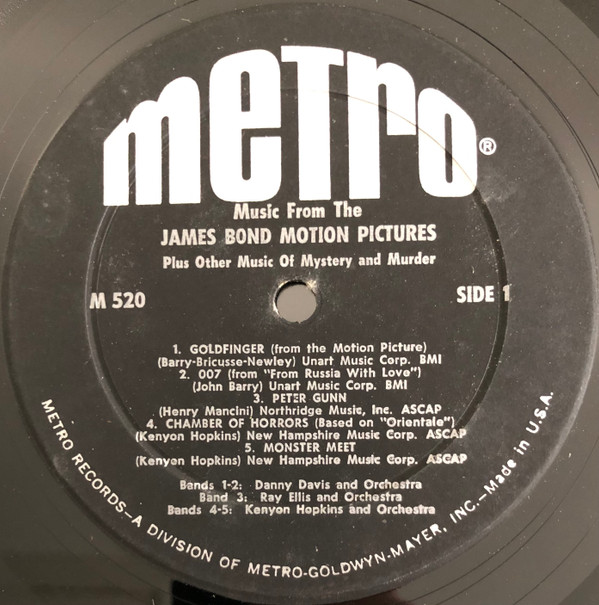 metro®
Music From The
JAMES BOND MOTION PICTURES
Plus Other Music Of Mystery and Murder
M 520
SIDE 1
1. GOLDFINGER (from the Motion Picture)
(Barry-Bricusse-Newley) Unart Music Corp. BMI
2. 007 (from "From Russia With Love")
(John Barry) Unart Music Corp. BMI
3. PETER GUNN
(Henry Mancini) Northridge Music, Inc. ASCAP
4. CHAMBER OF HORRORS (Based on "Orientale")
(Kenyon Hopkins) New Hampshire Music Corp. ASCAP
5. MONSTER MEET
(Kenyon Hopkins) New Hampshire Music Corp. ASCAP
Bands 1-2: Danny Davis and Orchestra
Band 3: Ray Ellis and Orchestra
Bands 4-5: Kenyon Hopkins and Orchestra
METRO RECORDS—A DIVISION OF METRO-GOLDWYN-MAYER, INC.—Made in U.S.A.